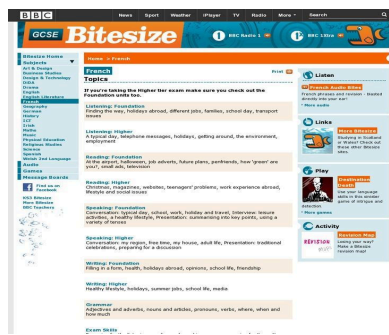 BBC
News Sport Weather iPlayer TV Radio More Search
GCSE Bitesize
BBC Radio 1
BBC 1Xtra
Bitesize Home
Subjects
Art & Design
Business Studies
Design & Technology
DiDA
Drama
English
English Literature
French
Geography
German
History
ICT
Irish
Maths
Music
Physical Education
Religious Studies
Science
Spanish
Welsh 2nd Language
Audio
Games
Message Boards
Find us on
Facebook
KS3 Bitesize
More Bitesize
BBC Teachers
Home > French
French
Print
Topics
If you're taking the Higher tier exam make sure you check out the
Foundation units too.
Listening: Foundation
Finding the way, holidays abroad, different jobs, families, school day, transport
issues
Listening: Higher
A typical day, telephone messages, holidays, getting around, the environment,
employment
Reading: Foundation
At the airport, halloween, job adverts, future plans, penfriends, how 'green' are
you?, small ads, television
Reading: Higher
Christmas, magazines, websites, teenagers' problems, work experience abroad,
lifestyle and social issues
Speaking: Foundation
Conversation: typical day, school, work, holiday and travel, Interview: leisure
activities, a healthy lifestyle, Presentation: summarising into key points, using a
variety of tenses
Speaking: Higher
Conversation: my region, free time, my house, adult life, Presentation: traditional
celebrations, preparing for a discussion
Writing: Foundation
Filling in a form, health, holidays abroad, opinions, school life, friendship
Writing: Higher
Healthy lifestyle, holidays, summer jobs, school life, media
Grammar
Adjectives and adverbs, nouns and articles, pronouns, verbs, where, when and
how much
Exam Skills
Listening
French Audio Bites
French phrases and revision - blasted
directly into your ear!
More audio
Links
More Bitesize
Studying in Scotland
or Wales? Check out
these other Bitesize
sites.
Play
Destination
Death
Use your language
skills in this sinister
game of intrigue and
detection.
More games
Activity
REVISION
Revision Map
Losing your way?
Make a Bitesize
revision map!